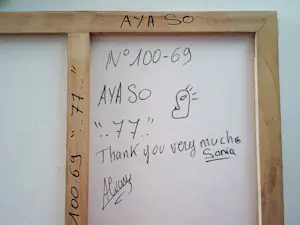 AYA SO
N° 100-69
AYA SO
"..77.."
Thank you very much
Sonia
100.69 "..77.."